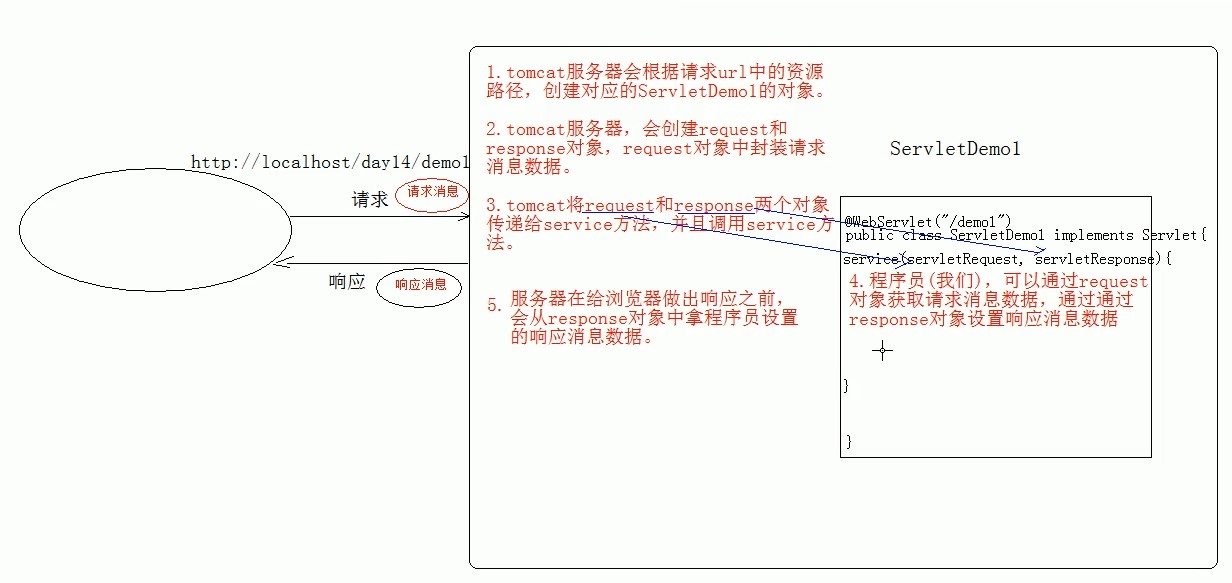 http://localhost/day14/demo1
请求
请求消息
响应
响应消息
1.tomcat服务器会根据请求url中的资源
路径，创建对应的ServletDemo1的对象。
2.tomcat服务器，会创建request和
response对象，request对象中封装请求
消息数据。
3.tomcat将request和response两个对象
传递给service方法，并且调用service方
法。
5.
服务器在给浏览器做出响应之前，
会从response对象中拿程序员设置
的响应消息数据。
ServletDemo1
@WebServlet("/demo1")
public class ServletDemo1 implements Servlet{
service(servletRequest, servletResponse){
4.程序员(我们)，可以通过request
对象获取请求消息数据，通过通过
response对象设置响应消息数据
}
}